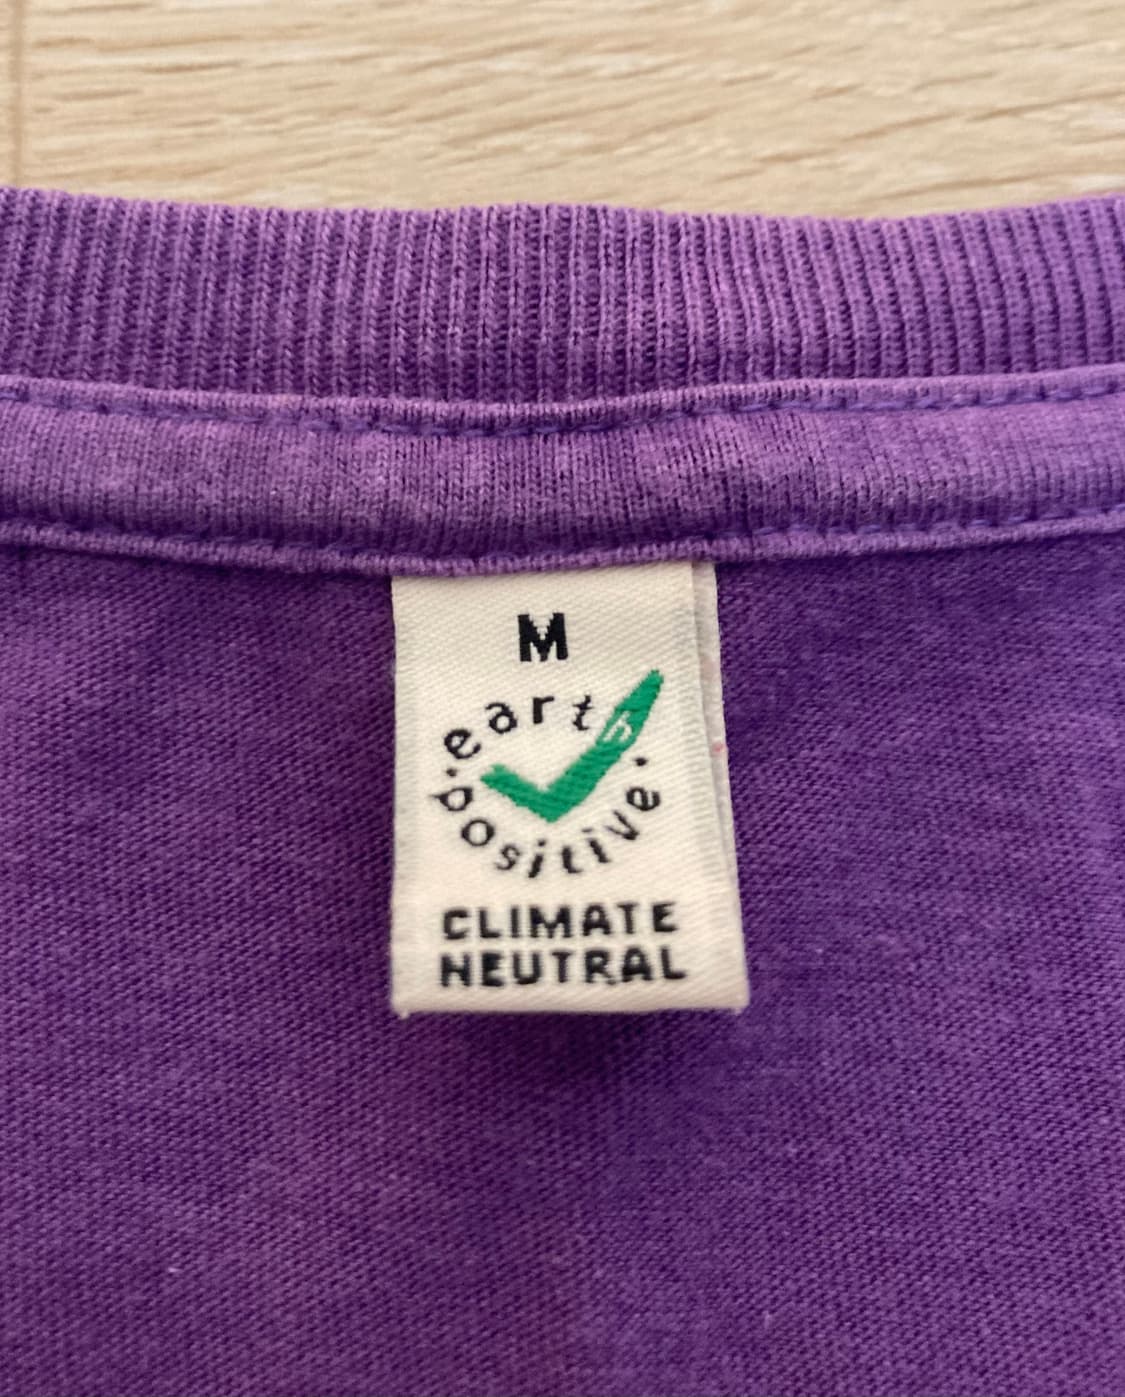 M
earth
positive
CLIMATE
NEUTRAL